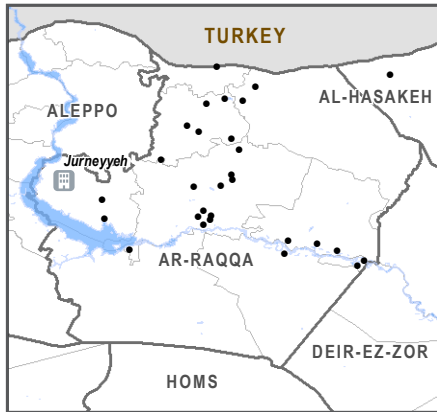 TURKEY
AL-HASAKEH
ALEPPO
Jurneyyeh
AR-RAQQA
DEIR-EZ-ZOR
HOMS